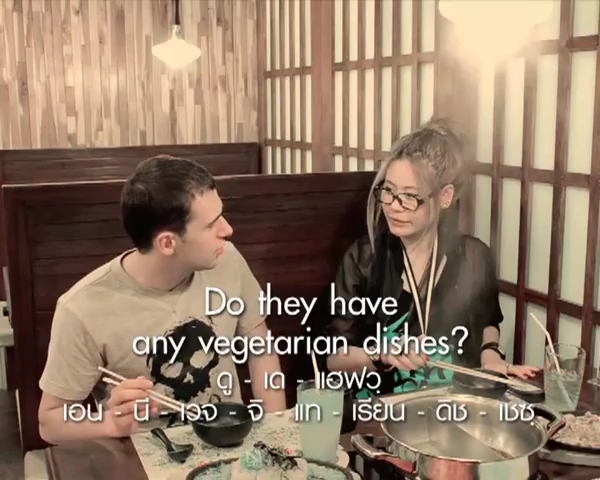 Do they have
any vegetarian dishes?
ดู - เด - แฮฟวฺ
เอน - นี - เวจ - จิ - แท - เรียน - ดิช - เชซฺ